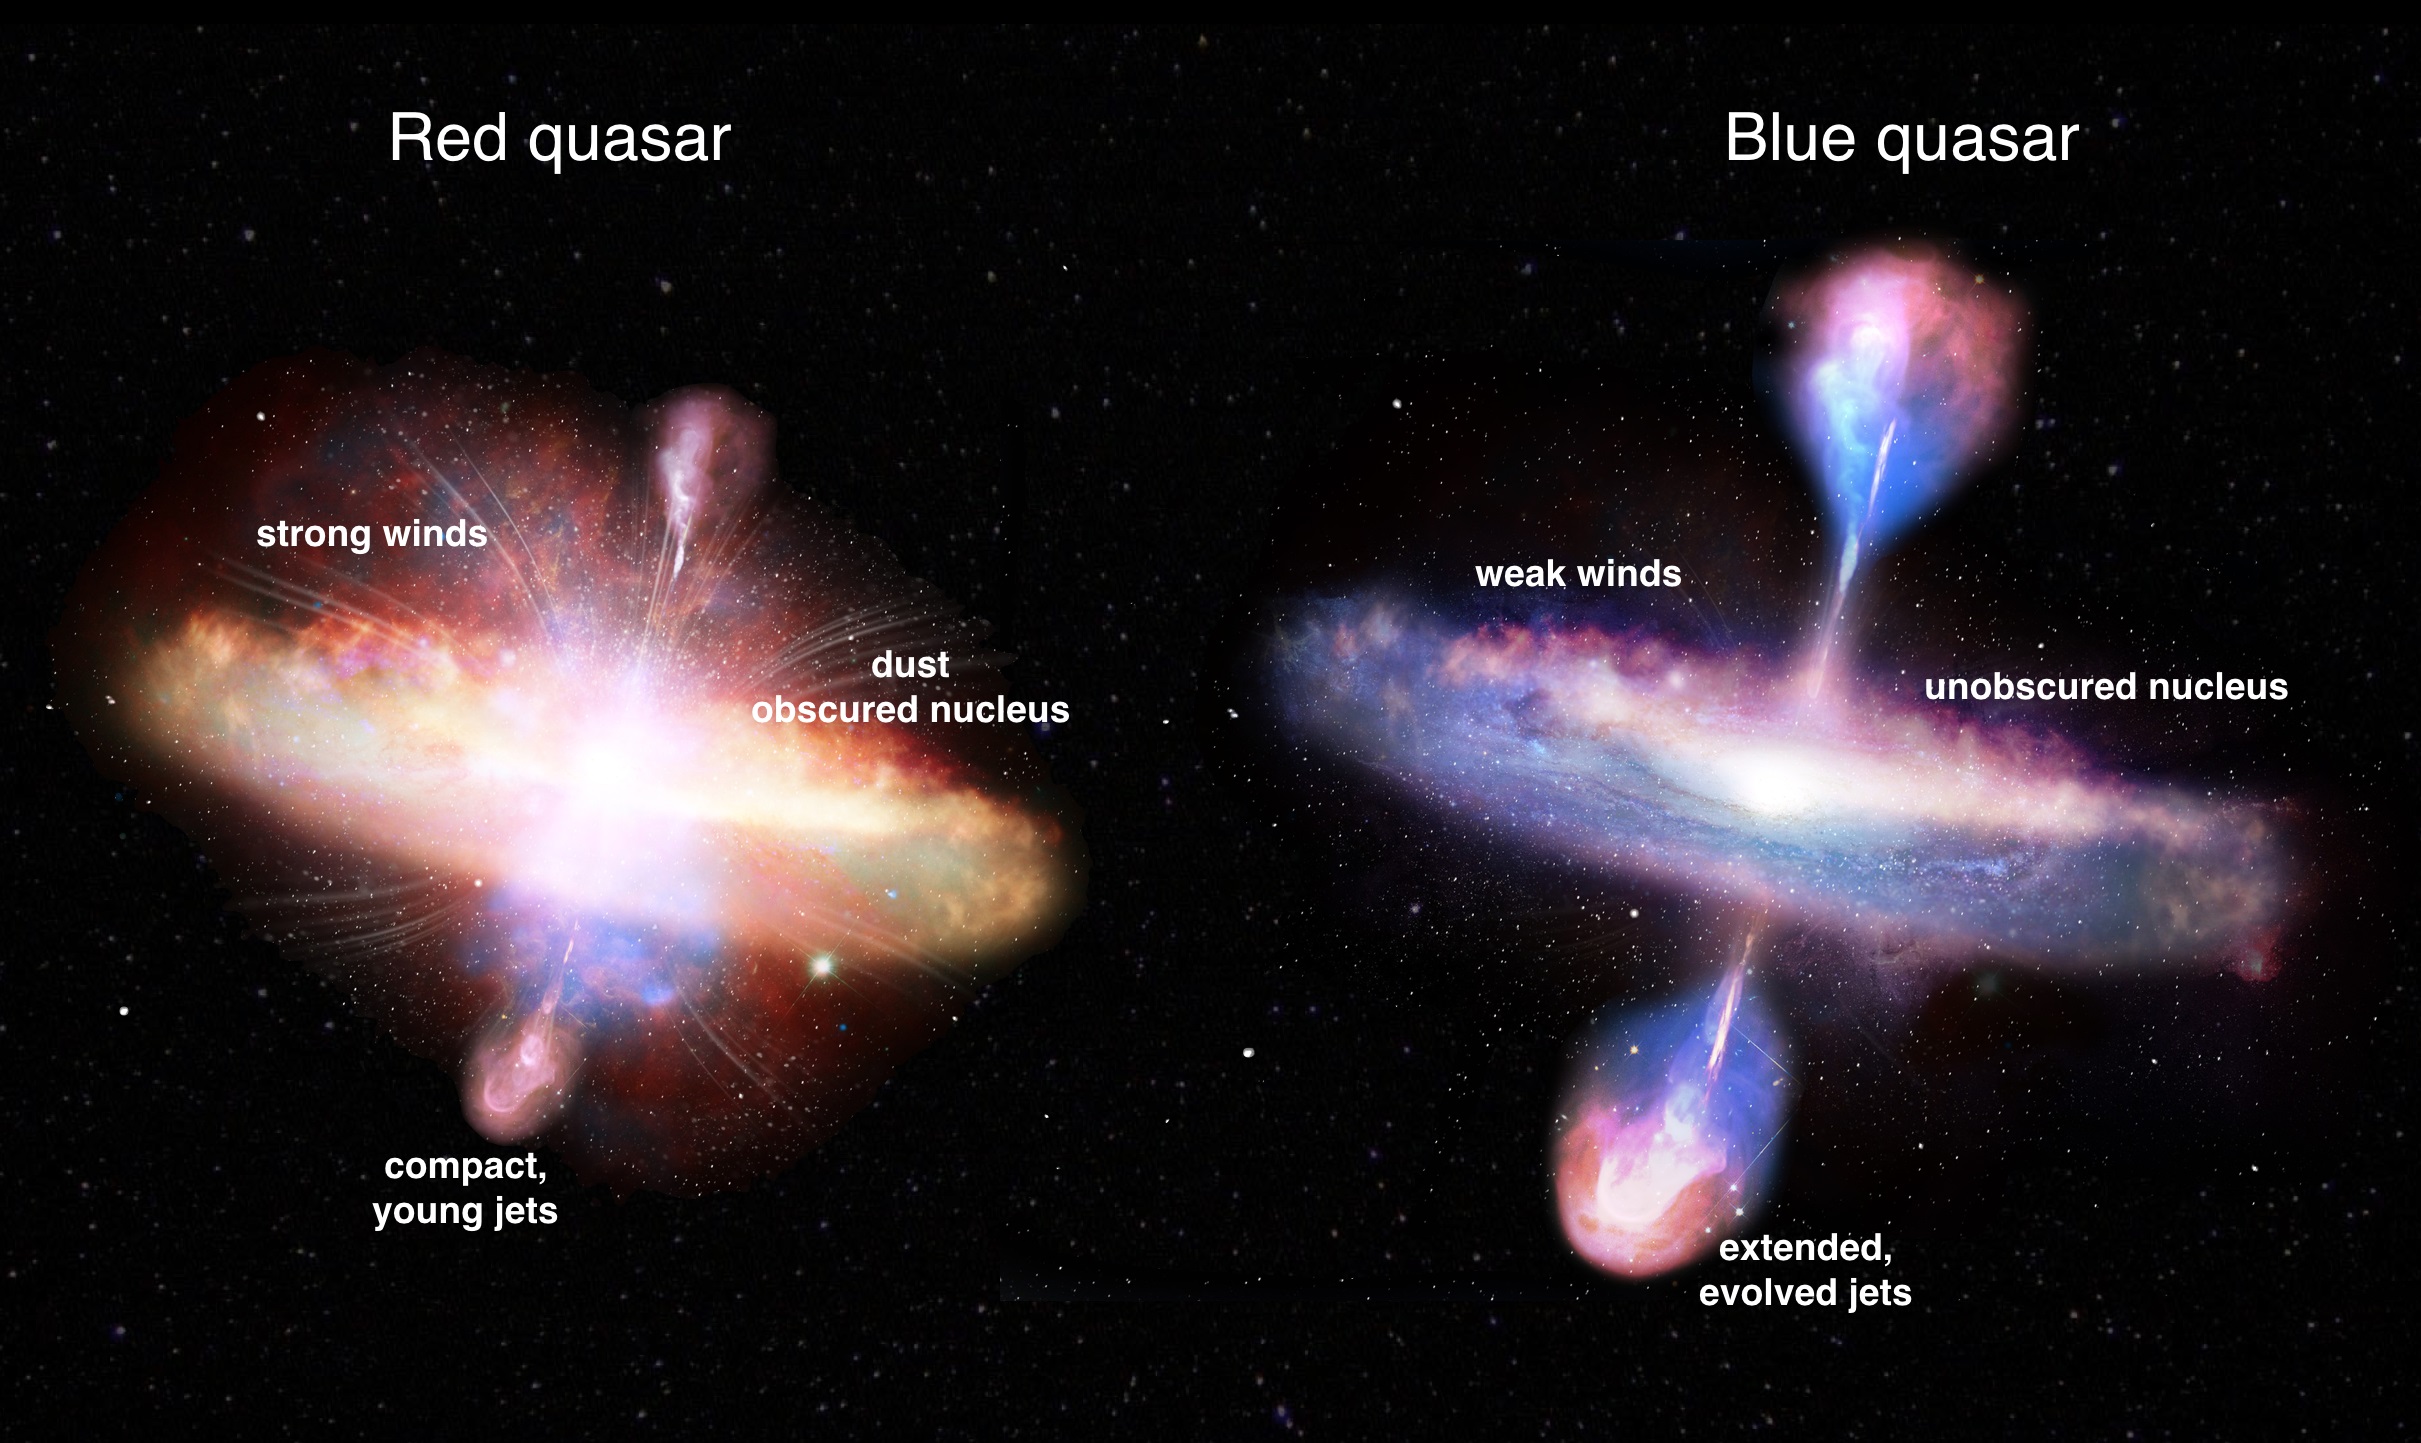 Red quasar
Blue quasar
strong winds
dust
obscured nucleus
compact,
young jets
weak winds
unobscured nucleus
extended,
evolved jets